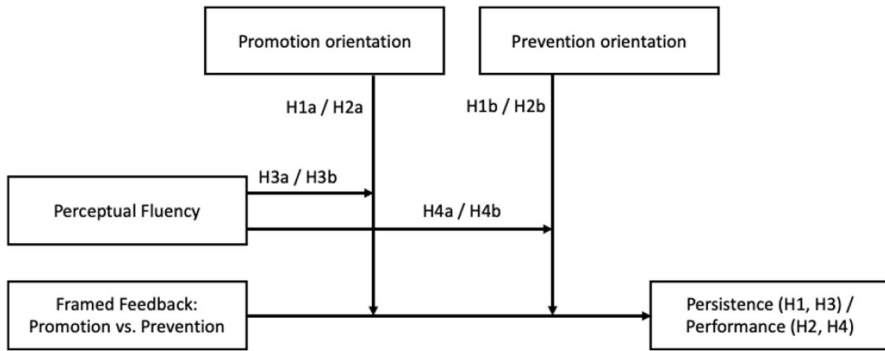 Promotion orientation
Prevention orientation
H1a / H2a
H1b / H2b
H3a / H3b
Perceptual Fluency
H4a / H4b
Framed Feedback:
Promotion vs. Prevention
Persistence (H1, H3) /
Performance (H2, H4)